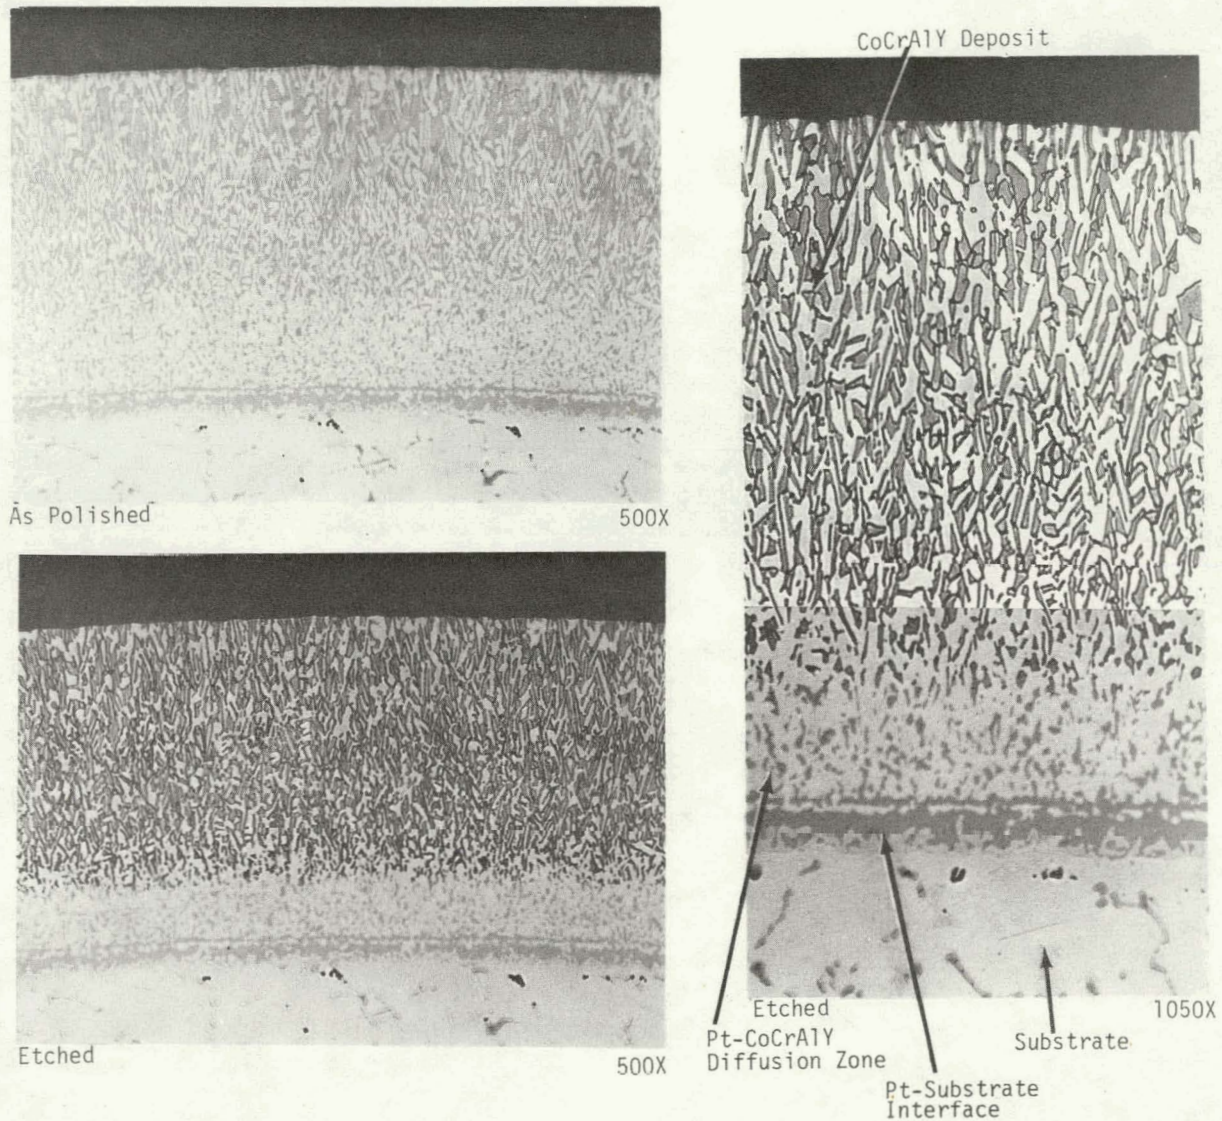 CoCrAlY Deposit
As Polished
500X
Etched
500X
Etched
1050X
Pt-CoCrAlY
Diffusion Zone
Substrate
Pt-Substrate
Interface